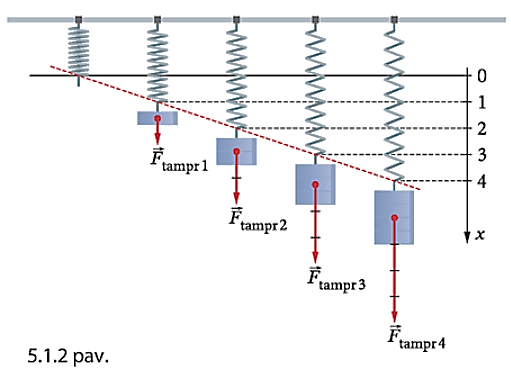 0
1
2
3
4
x
F⃗tampr 1
F⃗tampr 2
F⃗tampr 3
F⃗tampr 4
5.1.2 pav.